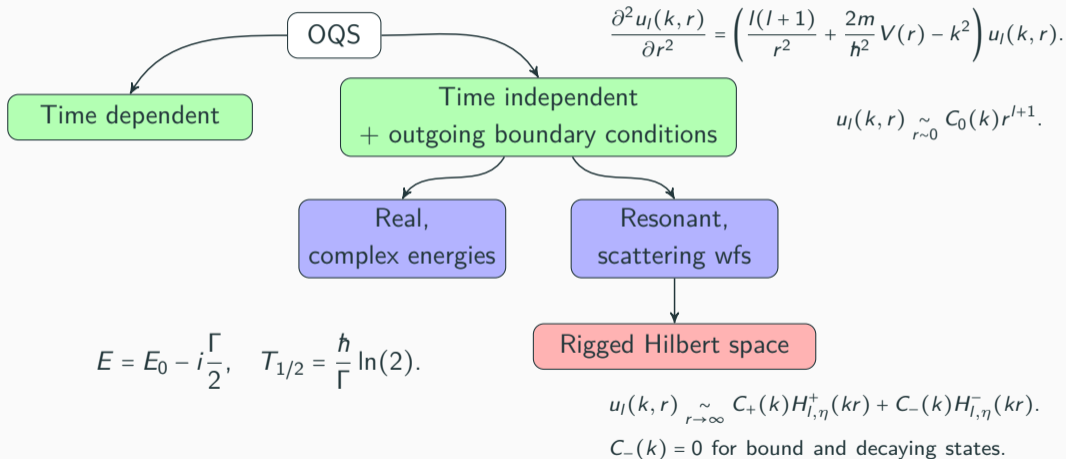 OQS
∂²u_l(k,r)/∂r² = ( l(l+1)/r² + 2m/ħ² V(r) − k² ) u_l(k,r).
Time dependent
Time independent
+ outgoing boundary conditions
u_l(k,r) ∼_{r∼0} C_0(k)r^{l+1}.
Real,
complex energies
Resonant,
scattering wfs
Rigged Hilbert space
E = E_0 − i Γ/2, T_{1/2} = ħ/Γ ln(2).
u_l(k,r) ∼_{r→∞} C_+(k)H^+_{l,η}(kr) + C_−(k)H^−_{l,η}(kr).
C_−(k) = 0 for bound and decaying states.